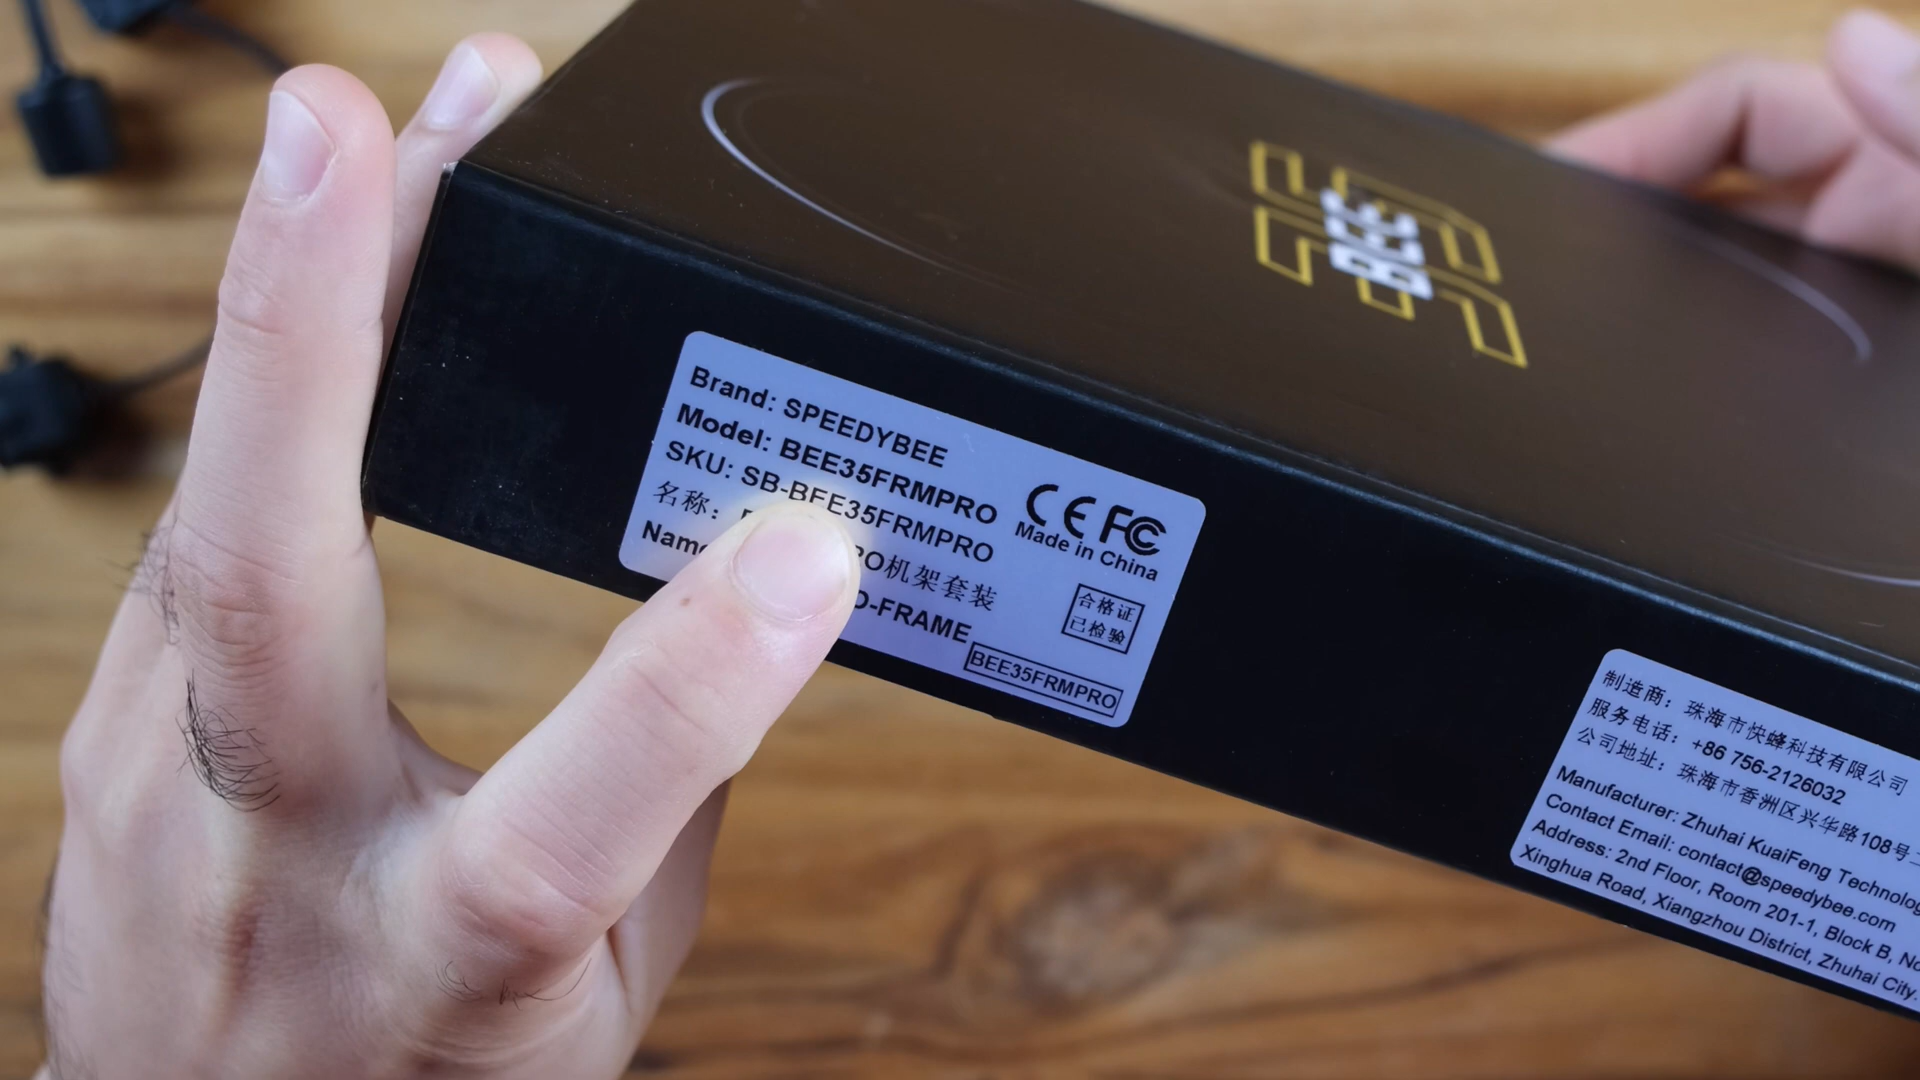 BEE
35
Brand: SPEEDYBEE
Model: BEE35FRMPRO
SKU: SB-BEE35FRMPRO
名称：
RO机架套装
Name
O-FRAME
CE FC
Made in China
合格证
已检验
BEE35FRMPRO
制造商：珠海市快蜂科技有限公司
服务电话：+86 756-2126032
公司地址：珠海市香洲区兴华路108号
Manufacturer: Zhuhai KuaiFeng Technolog
Contact Email: contact@speedybee.com
Address: 2nd Floor, Room 201-1, Block B, No
Xinghua Road, Xiangzhou District, Zhuhai City.